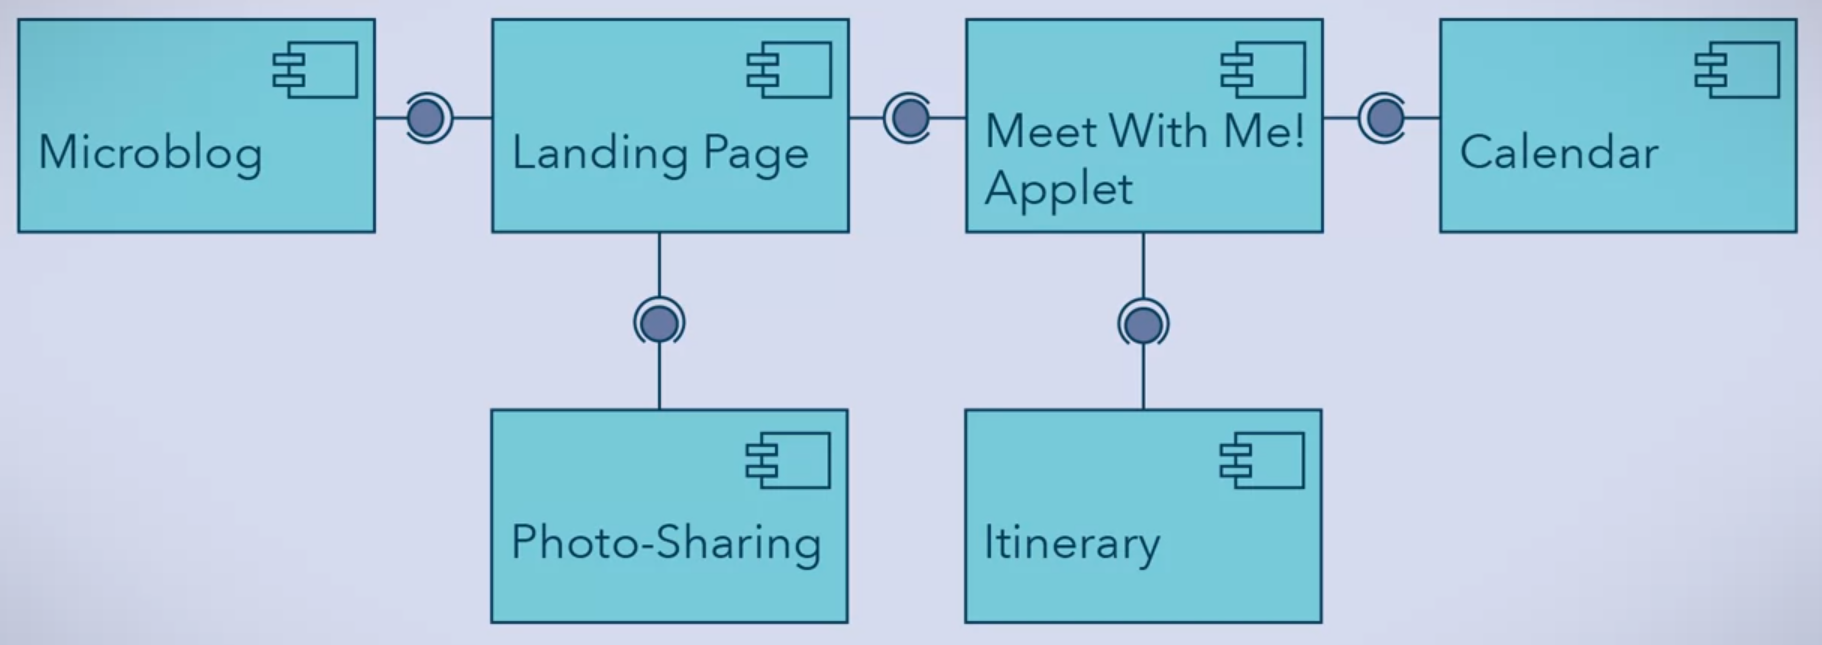 Microblog
Landing Page
Meet With Me!
Applet
Calendar
Photo-Sharing
Itinerary